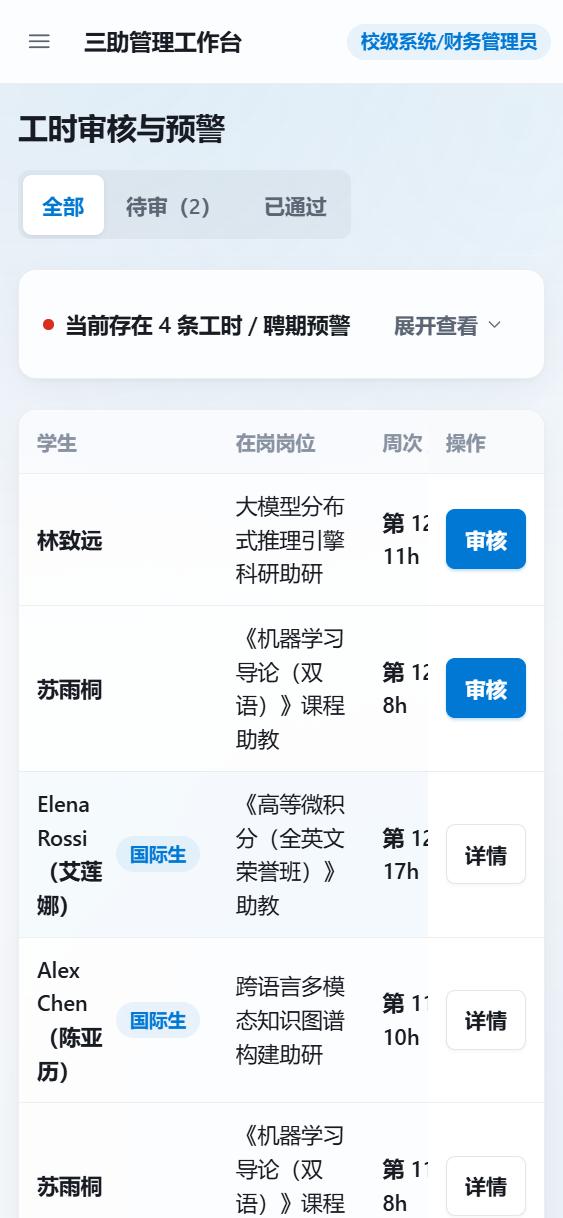 三助管理工作台
校级系统/财务管理员
工时审核与预警
全部
待审（2）
已通过
当前存在 4 条工时 / 聘期预警
展开查看
学生
在岗岗位
周次
操作
林致远
大模型分布
式推理引擎
科研助研
第 12
11h
审核
苏雨桐
《机器学习
导论（双
语）》课程
助教
第 12
8h
审核
Elena
Rossi
（艾莲
娜）
国际生
《高等微积
分（全英文
荣誉班）》
助教
第 12
17h
详情
Alex
Chen
（陈亚
历）
国际生
跨语言多模
态知识图谱
构建助研
第 11
10h
详情
苏雨桐
《机器学习
导论（双
语）》课程
第 11
8h
详情